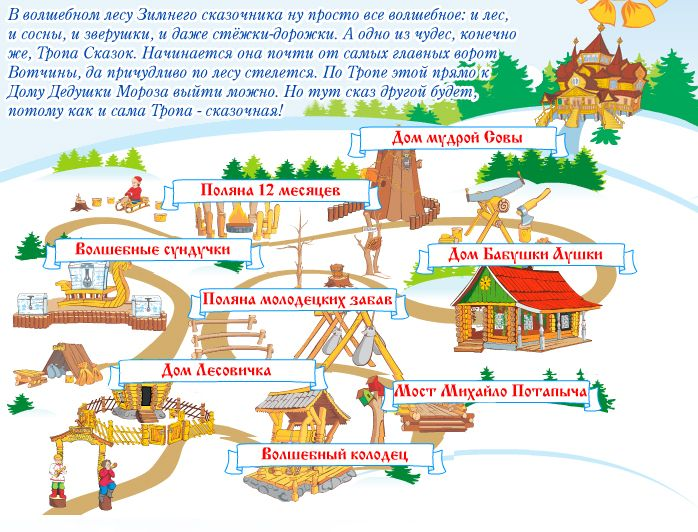 В волшебном лесу Зимнего сказочника ну просто все волшебное: и лес,
и сосны, и зверушки, и даже стёжки-дорожки. А одно из чудес, конечно
же, Тропа Сказок. Начинается она почти от самых главных ворот
Вотчины, да причудливо по лесу стелется. По Тропе этой прямо к
Дому Дедушки Мороза выйти можно. Но тут сказ другой будет,
потому как и сама Тропа - сказочная!
Дом мудрой Совы
Поляна 12 месяцев
Волшебные сундучки
Дом Бабушки Аушки
Поляна молодецких забав
Дом Лесовичка
Мост Михайло Потапыча
Волшебный колодец